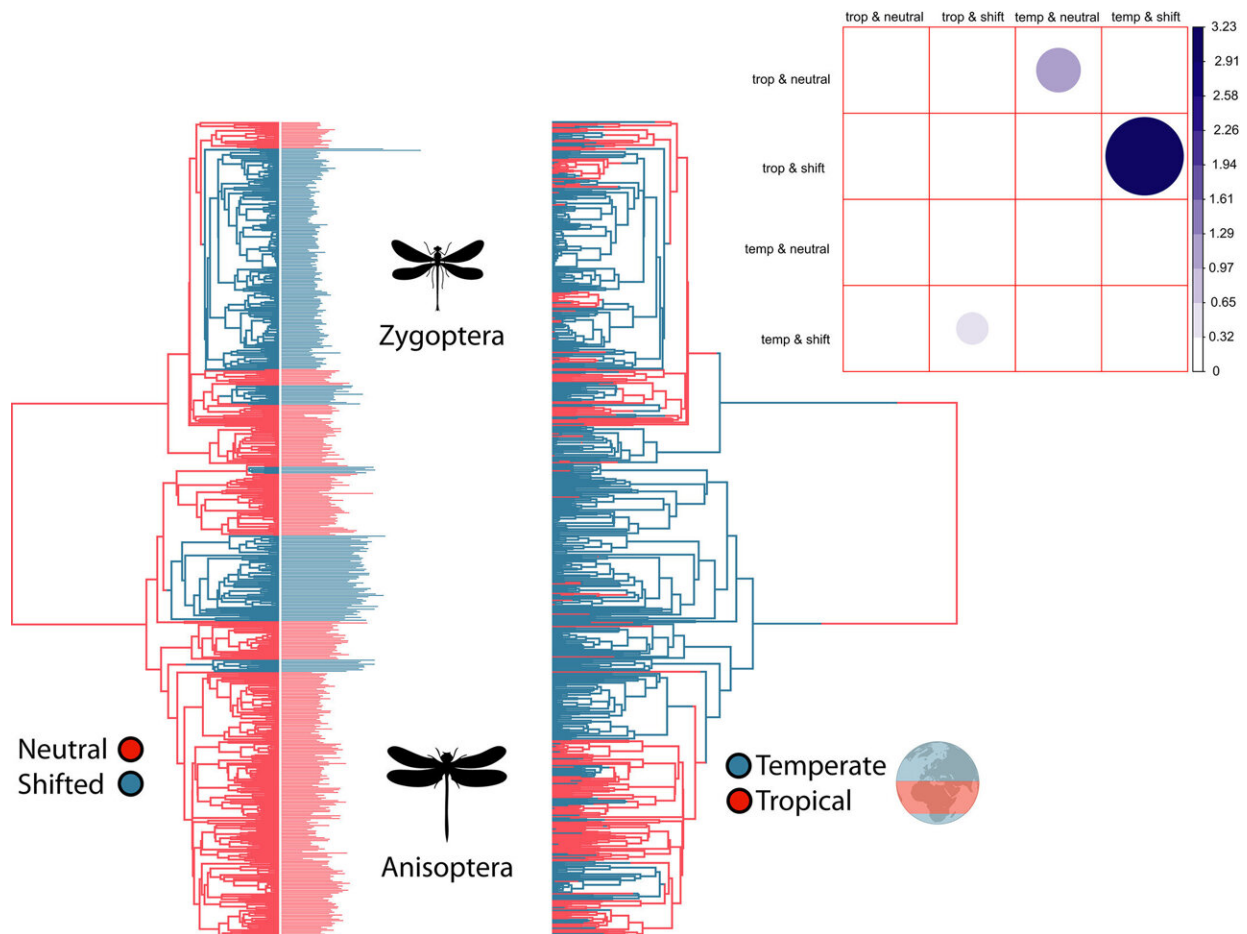 trop & neutral trop & shift temp & neutral temp & shift
trop & neutral
trop & shift
temp & neutral
temp & shift
3.23
2.91
2.58
2.26
1.94
1.61
1.29
0.97
0.65
0.32
0
Zygoptera
Neutral
Shifted
Anisoptera
Temperate
Tropical